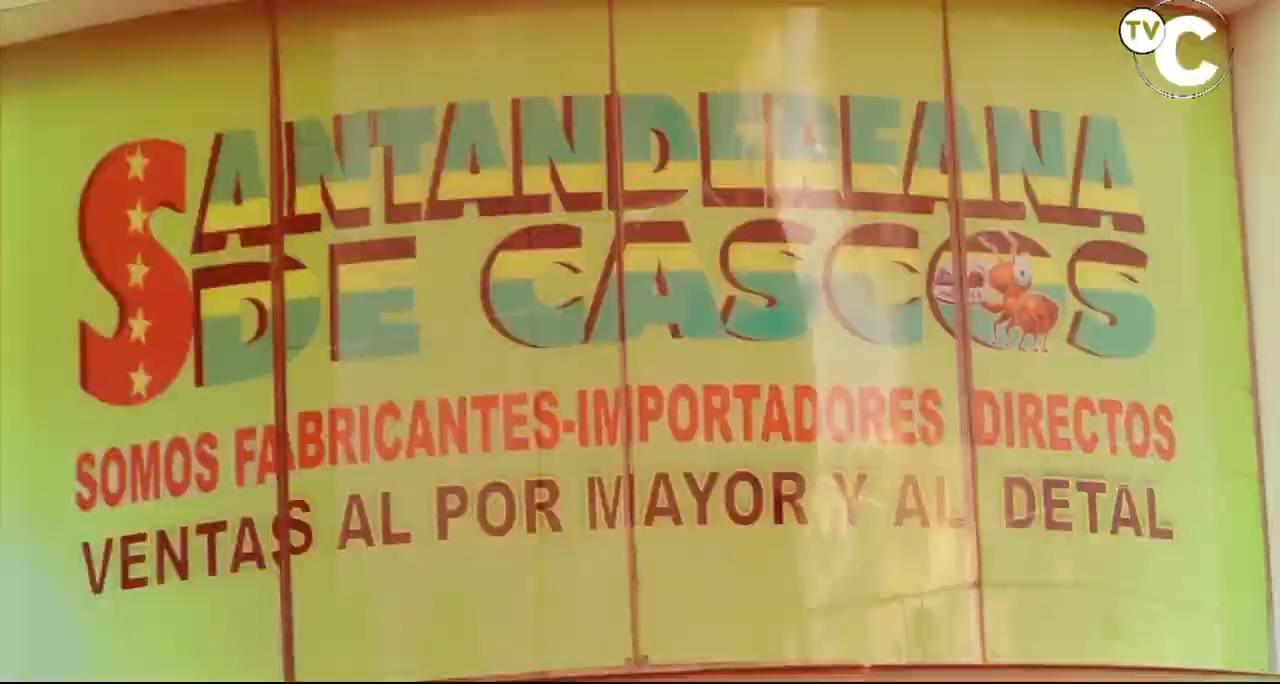 TV C
SANTANDEREANA
DE CASCOS
SOMOS FABRICANTES-IMPORTADORES DIRECTOS
VENTAS AL POR MAYOR Y AL DETAL